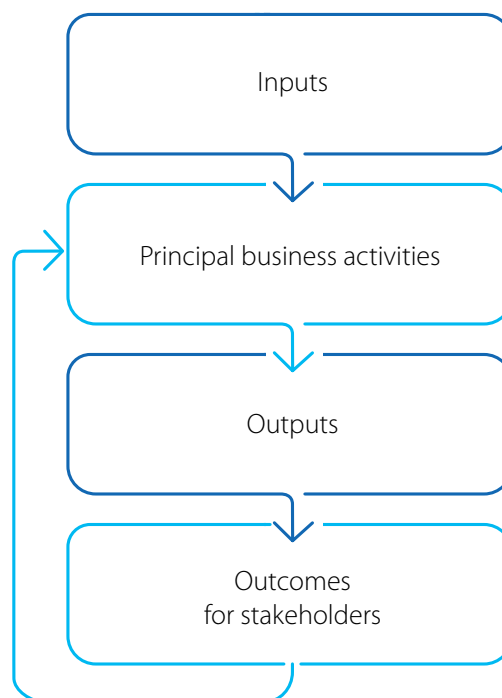 Inputs
Principal business activities
Outputs
Outcomes
for stakeholders